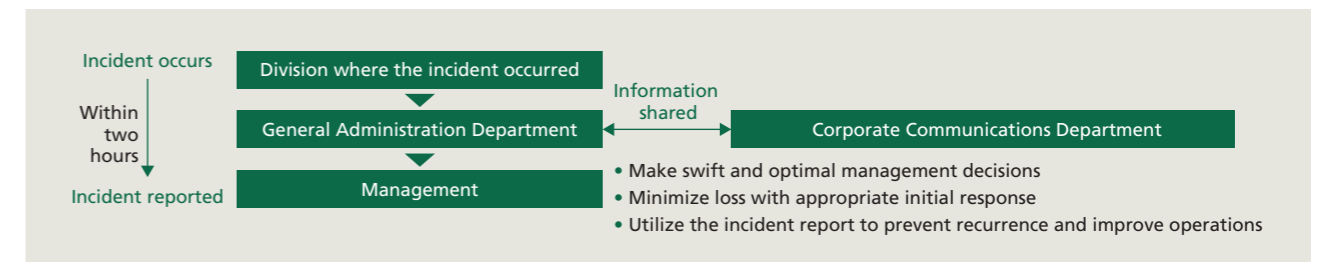 Incident occurs
Within
two
hours
Incident reported
Division where the incident occurred
General Administration Department
Management
Information
shared
Corporate Communications Department
• Make swift and optimal management decisions
• Minimize loss with appropriate initial response
• Utilize the incident report to prevent recurrence and improve operations